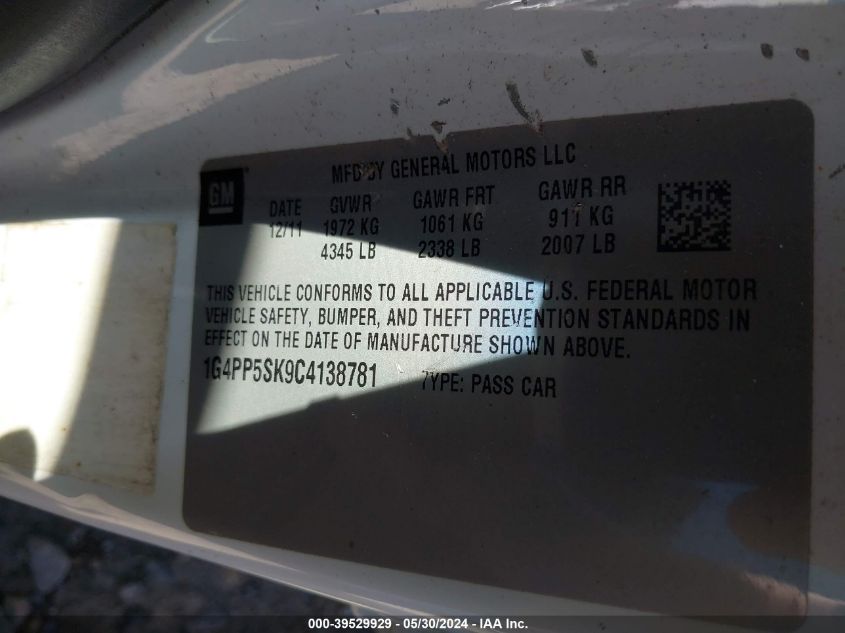 MFD BY GENERAL MOTORS LLC
GM
DATE GVWR GAWR FRT GAWR RR
12/11 1972 KG 1061 KG 911 KG
4345 LB 2338 LB 2007 LB
THIS VEHICLE CONFORMS TO ALL APPLICABLE U.S. FEDERAL MOTOR
VEHICLE SAFETY, BUMPER, AND THEFT PREVENTION STANDARDS IN
EFFECT ON THE DATE OF MANUFACTURE SHOWN ABOVE.
1G4PP5SK9C4138781 TYPE: PASS CAR
000-39529929 - 05/30/2024 - IAA Inc.